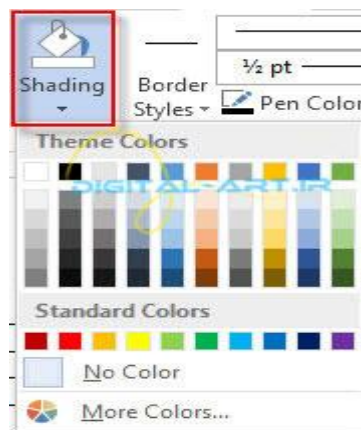 Shading
Border
Styles
½ pt
Pen Color
Theme Colors
DIGITAL-ART.IR
Standard Colors
No Color
More Colors...